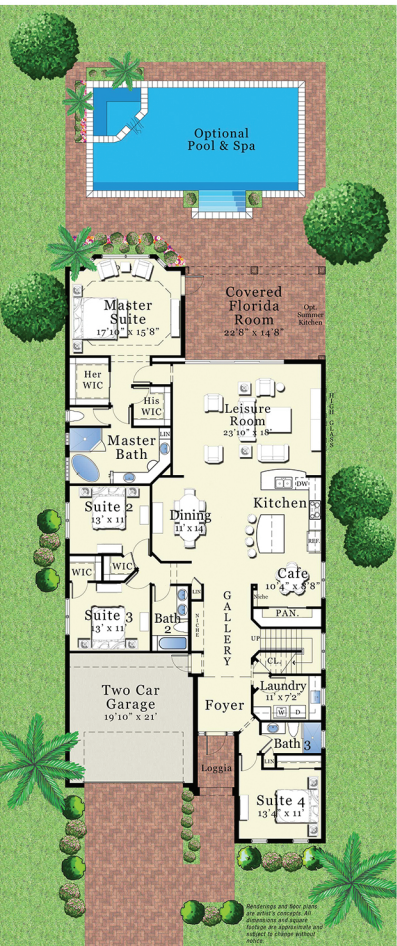 Optional
Pool & Spa
Covered
Florida
Room
22'8" x 14'8"
Opt.
Summer
Kitchen
Master
Suite
17'10" x 15'8"
Her
WIC
His
WIC
LIN
Master
Bath
Leisure
Room
23'10" x 18'
HIGH GLASS
Suite 2
13' x 11
Dining
11' x 14
Kitchen
DW
REF.
WIC
WIC
Cafe
10'4" x 8'8"
Suite 3
13' x 11
Bath
2
LIN
NICHE
GALLERY
Niche
PAN.
UP
CL.
Two Car
Garage
19'10" x 21'
Foyer
Laundry
11' x 7'2"
W
D
Loggia
Bath 3
LIN
Suite 4
13'4" x 11'
Renderings and floor plans
are artist's concepts. All
dimensions and square
footage are approximate and
subject to change without
notice.